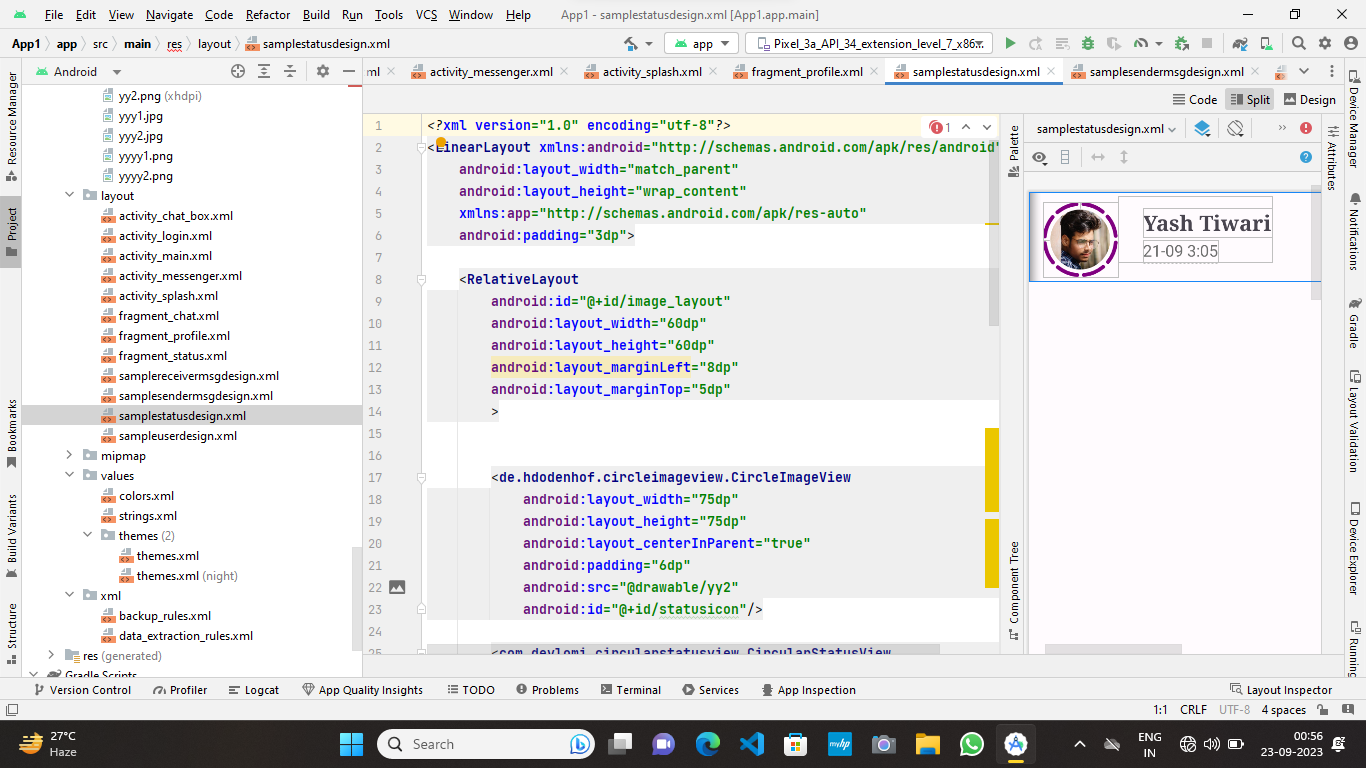 File Edit View Navigate Code Refactor Build Run Tools VCS Window Help App1 - samplestatusdesign.xml [App1.app.main]
App1 app src main res layout samplestatusdesign.xml app Pixel_3a_API_34_extension_level_7_x86...
Android ml activity_messenger.xml activity_splash.xml fragment_profile.xml samplestatusdesign.xml samplesendermsgdesign.xml
Code Split Design
Resource Manager
Project
Bookmarks
Build Variants
Structure
yy2.png (xhdpi)
yyy1.jpg
yyy2.jpg
yyyy1.png
yyyy2.png
layout
activity_chat_box.xml
activity_login.xml
activity_main.xml
activity_messenger.xml
activity_splash.xml
fragment_chat.xml
fragment_profile.xml
fragment_status.xml
samplereceivermsgdesign.xml
samplesendermsgdesign.xml
samplestatusdesign.xml
sampleuserdesign.xml
mipmap
values
colors.xml
strings.xml
themes (2)
themes.xml
themes.xml (night)
xml
backup_rules.xml
data_extraction_rules.xml
res (generated)
Gradle Scripts
1 <?xml version="1.0" encoding="utf-8"?>
1
2 <LinearLayout xmlns:android="http://schemas.android.com/apk/res/android"
3 android:layout_width="match_parent"
4 android:layout_height="wrap_content"
5 xmlns:app="http://schemas.android.com/apk/res-auto"
6 android:padding="3dp">
7
8 <RelativeLayout
9 android:id="@+id/image_layout"
10 android:layout_width="60dp"
11 android:layout_height="60dp"
12 android:layout_marginLeft="8dp"
13 android:layout_marginTop="5dp"
14 >
15
16
17 <de.hdodenhof.circleimageview.CircleImageView
18 android:layout_width="75dp"
19 android:layout_height="75dp"
20 android:layout_centerInParent="true"
21 android:padding="6dp"
22 android:src="@drawable/yy2"
23 android:id="@+id/statusicon"/>
24
25 <com.devlomi.circularstatusview.CircularStatusView
Palette
Component Tree
samplestatusdesign.xml
Yash Tiwari
21-09 3:05
Attributes
Device Manager
Notifications
Gradle
Layout Validation
Device Explorer
Running
Version Control Profiler Logcat App Quality Insights TODO Problems Terminal Services App Inspection Layout Inspector
1:1 CRLF UTF-8 4 spaces
27°C
Haze
Search
myhp
ENG
IN
00:56
23-09-2023